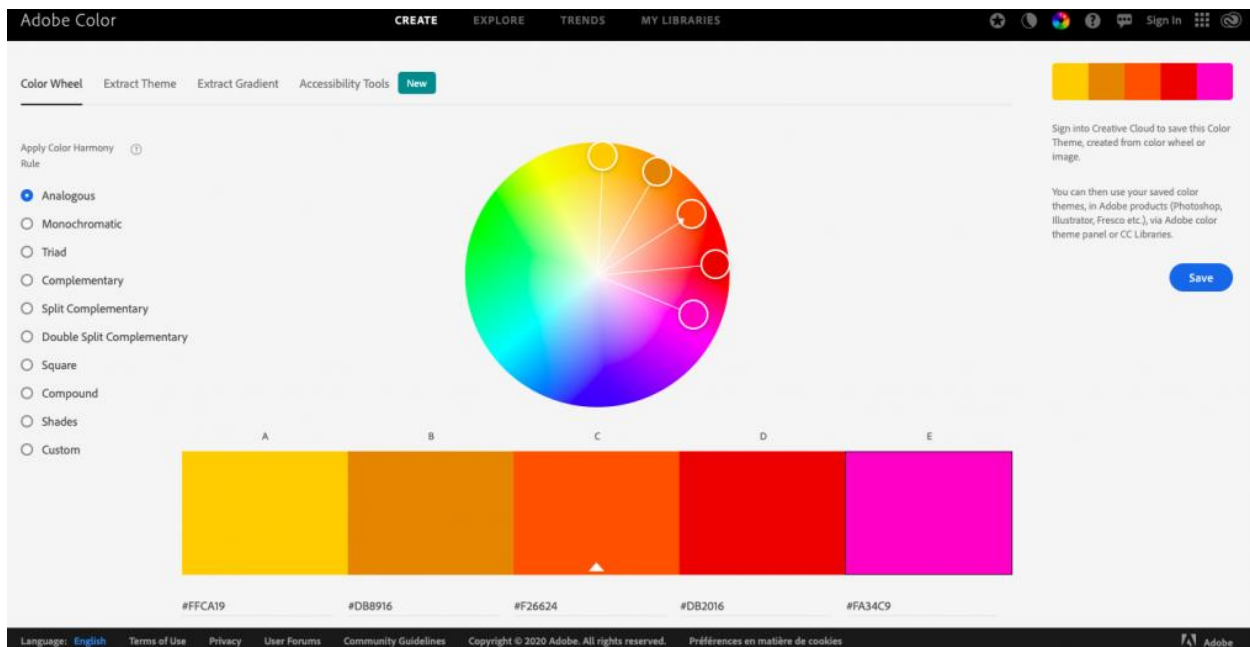 Adobe Color
CREATE EXPLORE TRENDS MY LIBRARIES
Sign In
Color Wheel Extract Theme Extract Gradient Accessibility Tools New
Apply Color Harmony
Rule
Analogous
Monochromatic
Triad
Complementary
Split Complementary
Double Split Complementary
Square
Compound
Shades
Custom
Sign into Creative Cloud to save this Color
Theme, created from color wheel or
image.
You can then use your saved color
themes, in Adobe products (Photoshop,
Illustrator, Fresco etc.), via Adobe color
theme panel or CC Libraries.
Save
A B C D E
#FFCA19 #DB8916 #F26624 #DB2016 #FA34C9
Language: English Terms of Use Privacy User Forums Community Guidelines Copyright © 2020 Adobe. All rights reserved. Préférences en matière de cookies Adobe